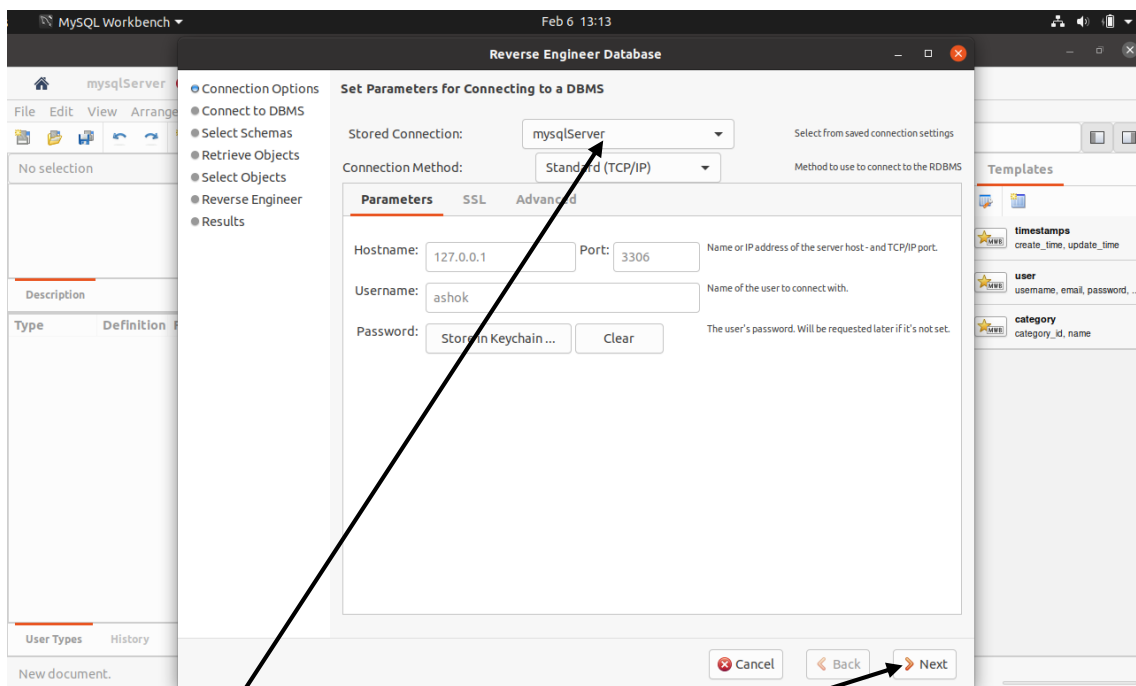 MySQL Workbench
Feb 6 13:13
Reverse Engineer Database
mysqlServer
File Edit View Arrange
No selection
Description
Type Definition F
User Types History
New document.
Connection Options
Connect to DBMS
Select Schemas
Retrieve Objects
Select Objects
Reverse Engineer
Results
Set Parameters for Connecting to a DBMS
Stored Connection: mysqlServer Select from saved connection settings
Connection Method: Standard (TCP/IP) Method to use to connect to the RDBMS
Parameters SSL Advanced
Hostname: 127.0.0.1 Port: 3306 Name or IP address of the server host - and TCP/IP port.
Username: ashok Name of the user to connect with.
Password: Store in Keychain ... Clear The user's password. Will be requested later if it's not set.
Cancel Back Next
Templates
timestamps
create_time, update_time
user
username, email, password, ..
category
category_id, name